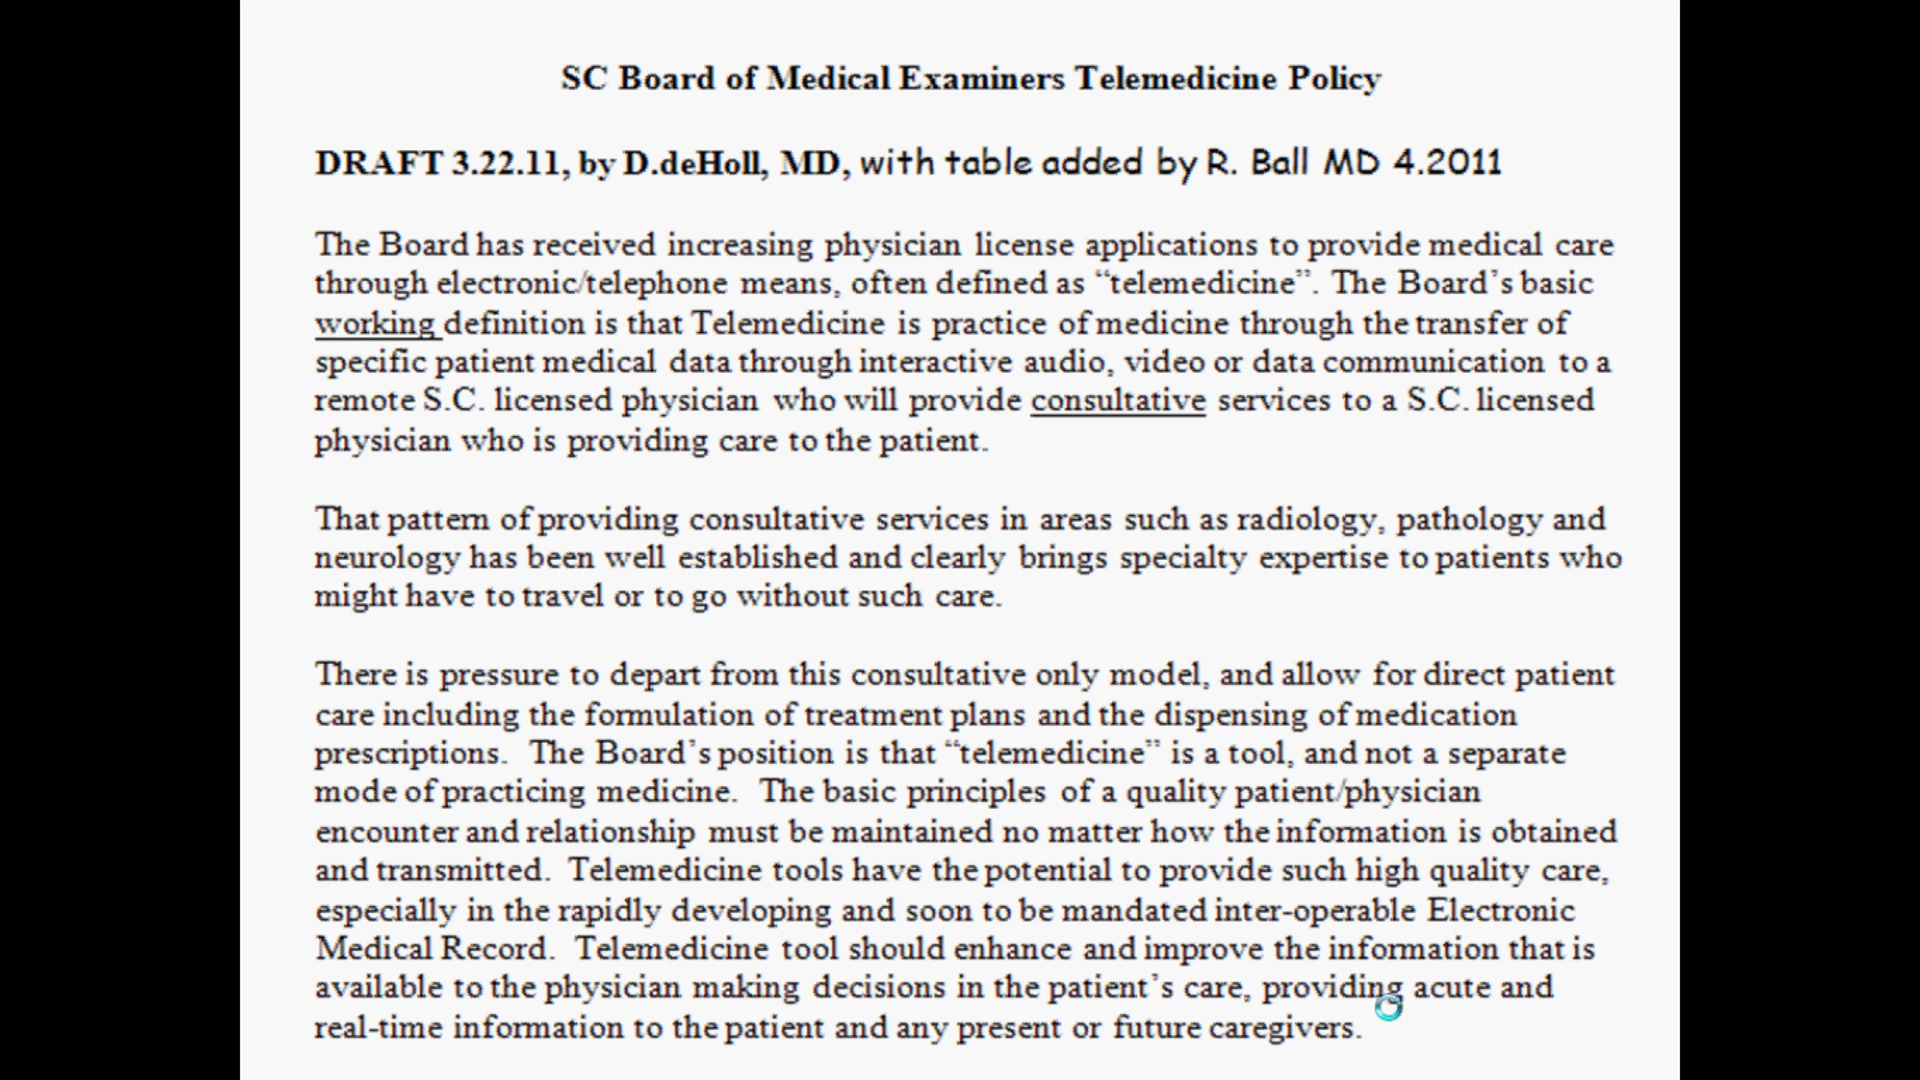 SC Board of Medical Examiners Telemedicine Policy
DRAFT 3.22.11, by D.deHoll, MD, with table added by R. Ball MD 4.2011
The Board has received increasing physician license applications to provide medical care
through electronic/telephone means, often defined as “telemedicine”. The Board’s basic
working definition is that Telemedicine is practice of medicine through the transfer of
specific patient medical data through interactive audio, video or data communication to a
remote S.C. licensed physician who will provide consultative services to a S.C. licensed
physician who is providing care to the patient.
That pattern of providing consultative services in areas such as radiology, pathology and
neurology has been well established and clearly brings specialty expertise to patients who
might have to travel or to go without such care.
There is pressure to depart from this consultative only model, and allow for direct patient
care including the formulation of treatment plans and the dispensing of medication
prescriptions. The Board’s position is that “telemedicine” is a tool, and not a separate
mode of practicing medicine. The basic principles of a quality patient/physician
encounter and relationship must be maintained no matter how the information is obtained
and transmitted. Telemedicine tools have the potential to provide such high quality care,
especially in the rapidly developing and soon to be mandated inter-operable Electronic
Medical Record. Telemedicine tool should enhance and improve the information that is
available to the physician making decisions in the patient’s care, providing acute and
real-time information to the patient and any present or future caregivers.